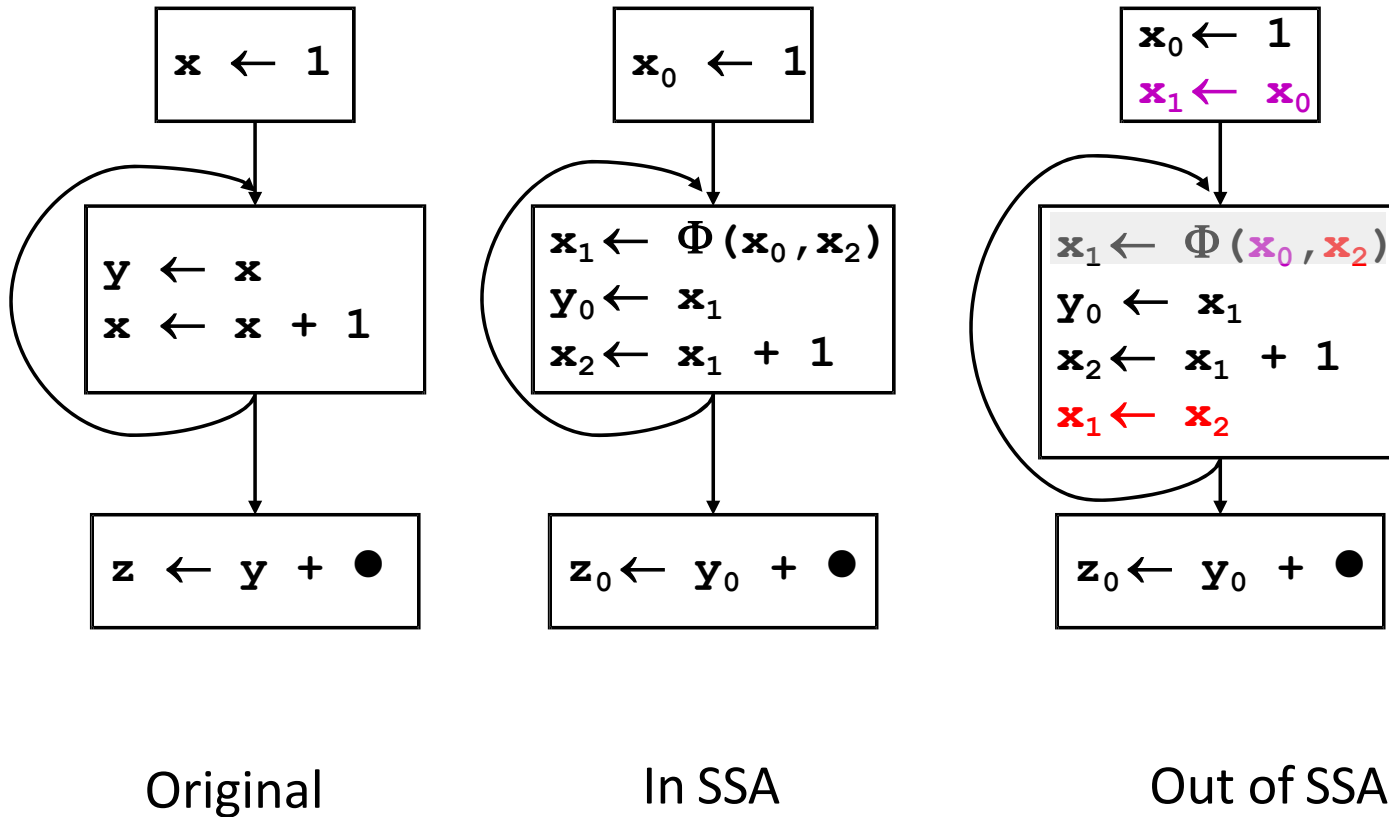 x ← 1
y ← x
x ← x + 1
z ← y + ●
Original
x₀ ← 1
x₁ ← Φ(x₀,x₂)
y₀ ← x₁
x₂ ← x₁ + 1
z₀ ← y₀ + ●
In SSA
x₀ ← 1
x₁ ← x₀
x₁ ← Φ(x₀,x₂)
y₀ ← x₁
x₂ ← x₁ + 1
x₁ ← x₂
z₀ ← y₀ + ●
Out of SSA